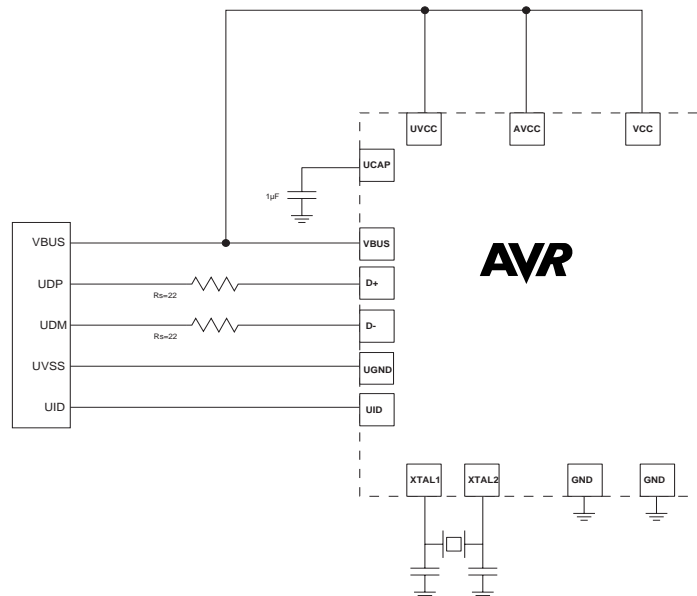 UVCC
AVCC
VCC
UCAP
1µF
VBUS
VBUS
AVR
UDP
Rs=22
D+
UDM
Rs=22
D-
UVSS
UGND
UID
UID
XTAL1
XTAL2
GND
GND